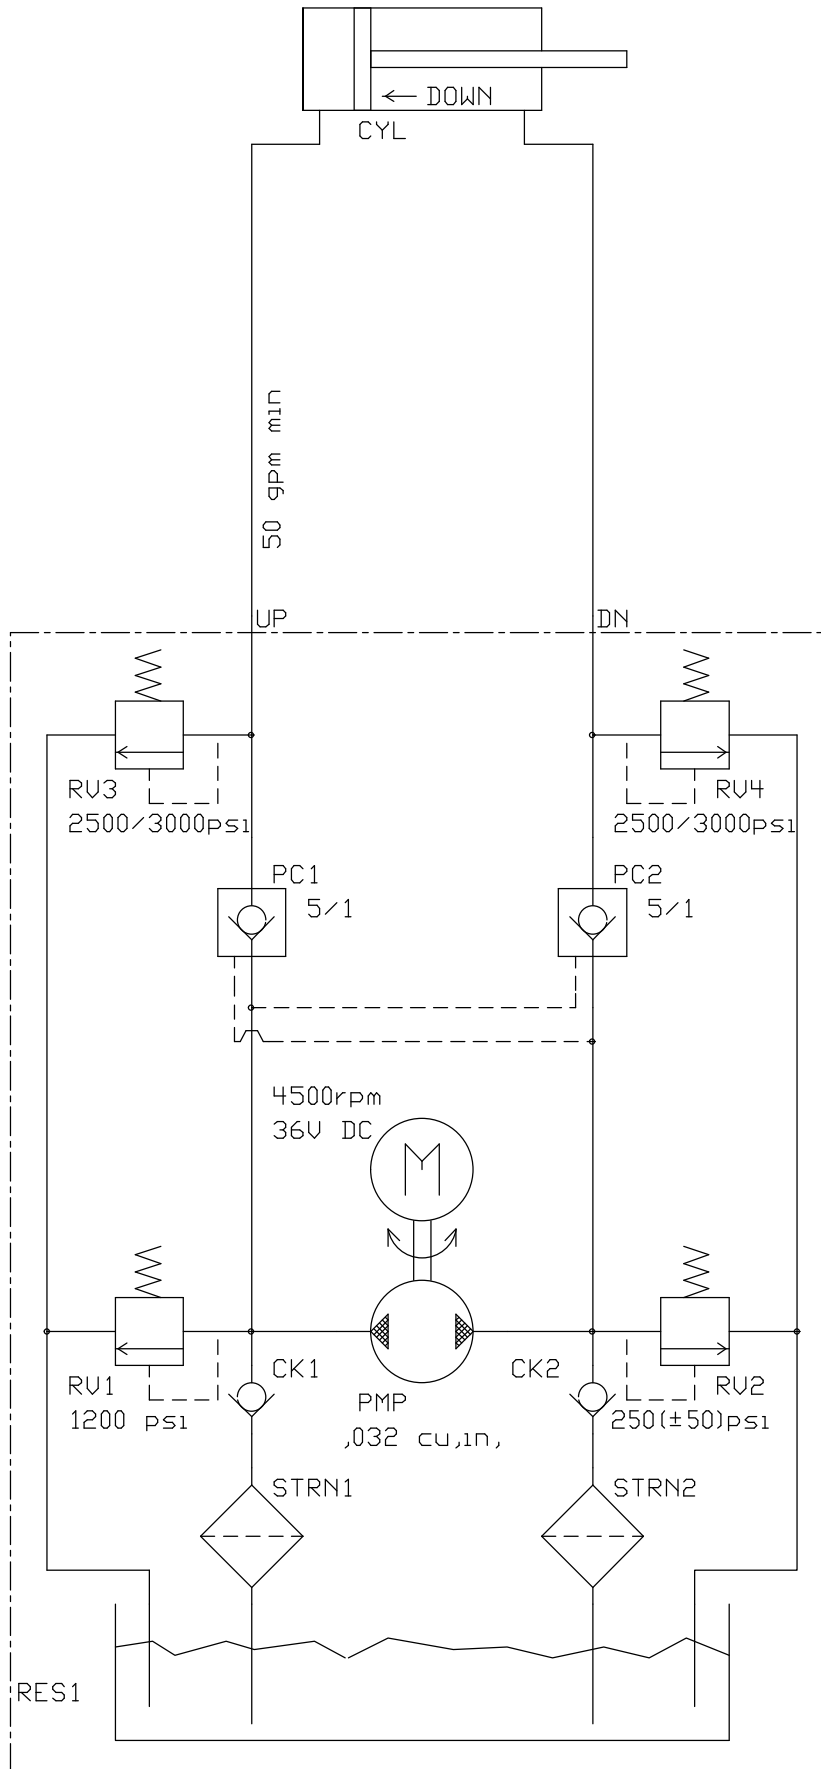 DOWN
CYL
50 gpm min
UP
DN
RV3
2500/3000psi
RV4
2500/3000psi
PC1
5/1
PC2
5/1
4500rpm
36V DC
M
CK1
CK2
RV1
1200 psi
RV2
250(±50)psi
PMP
,032 cu,in,
STRN1
STRN2
RES1